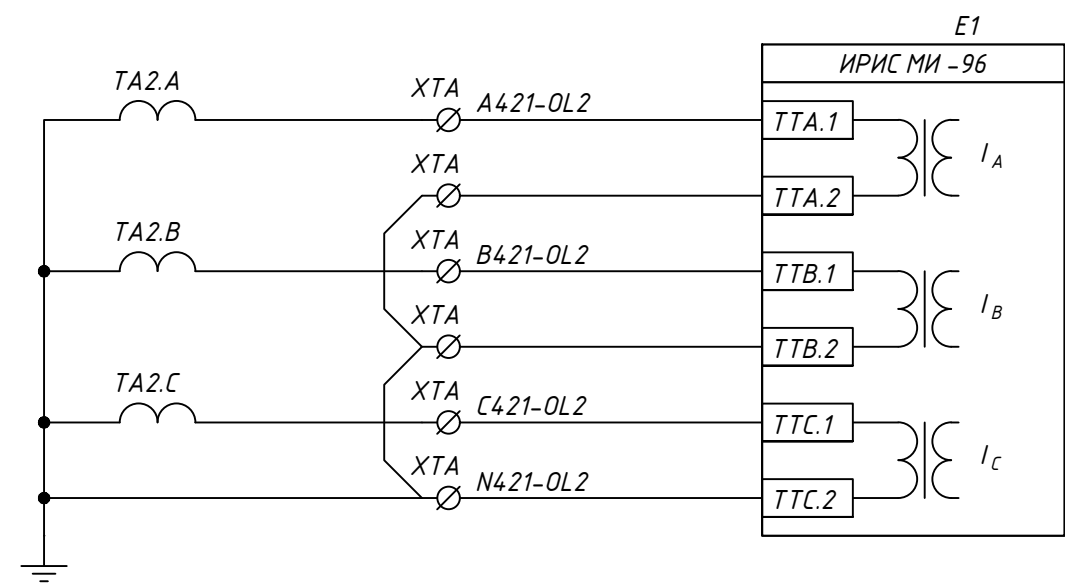 E1
ИРИС МИ -96
TA2.A
XTA
A421-OL2
TTA.1
I A
XTA
TTA.2
TA2.B
XTA
B421-OL2
TTB.1
I B
XTA
TTB.2
TA2.C
XTA
C421-OL2
TTC.1
I C
XTA
N421-OL2
TTC.2